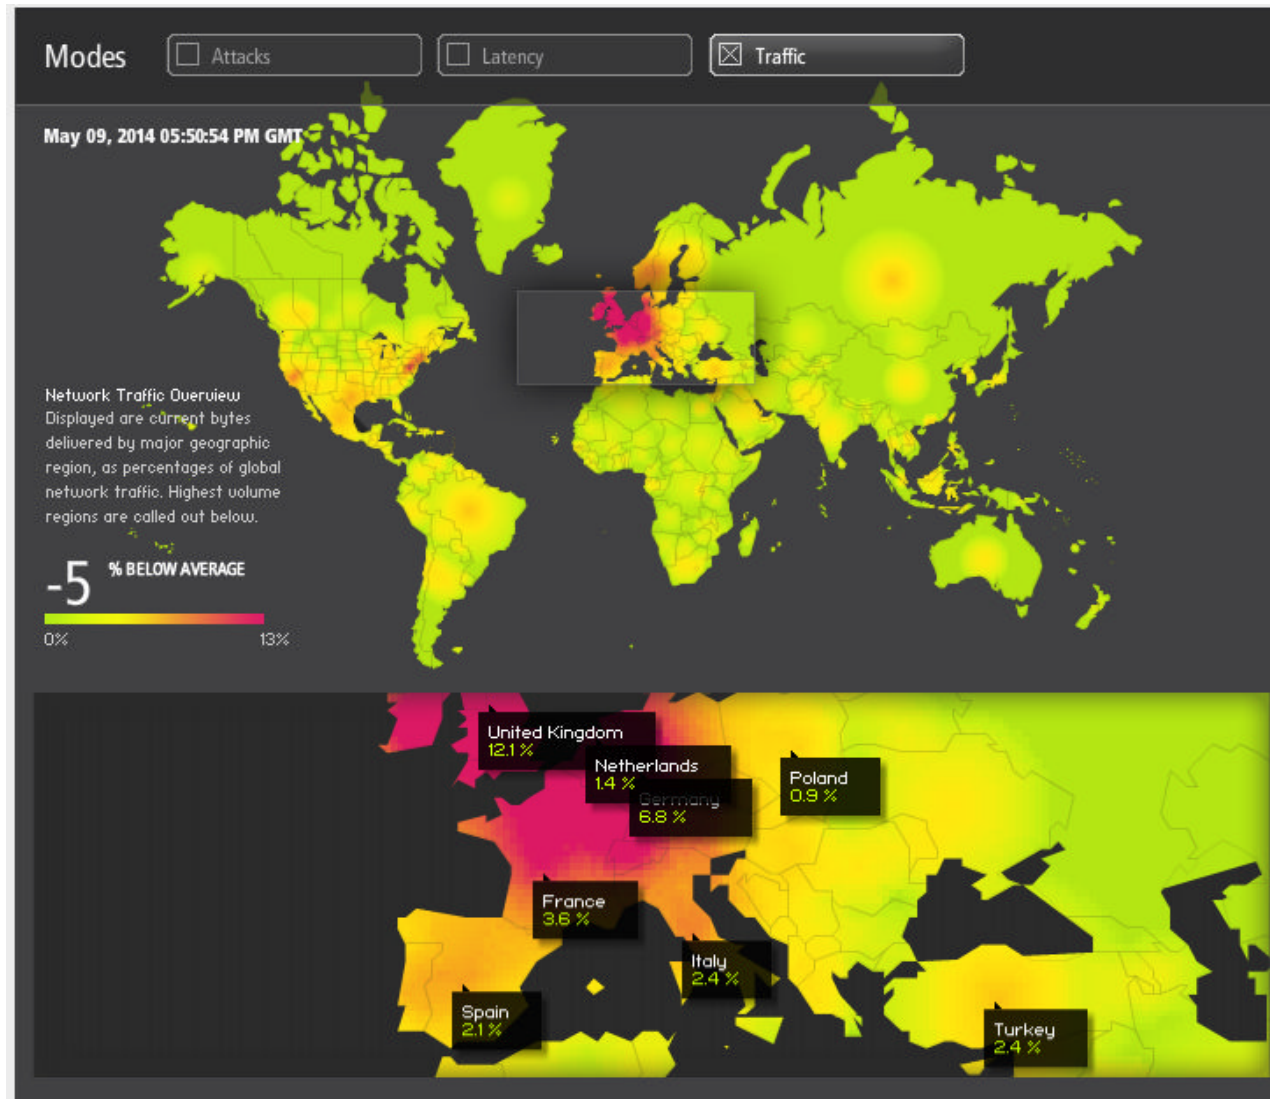 Modes
Attacks
Latency
Traffic
May 09, 2014 05:50:54 PM GMT
Network Traffic Overview
Displayed are current bytes
delivered by major geographic
region, as percentages of global
network traffic. Highest volume
regions are called out below.
-5 % BELOW AVERAGE
0% 13%
United Kingdom
12.1 %
Netherlands
1.4 %
Germany
6.8 %
Poland
0.9 %
France
3.6 %
Italy
2.4 %
Spain
2.1 %
Turkey
2.4 %